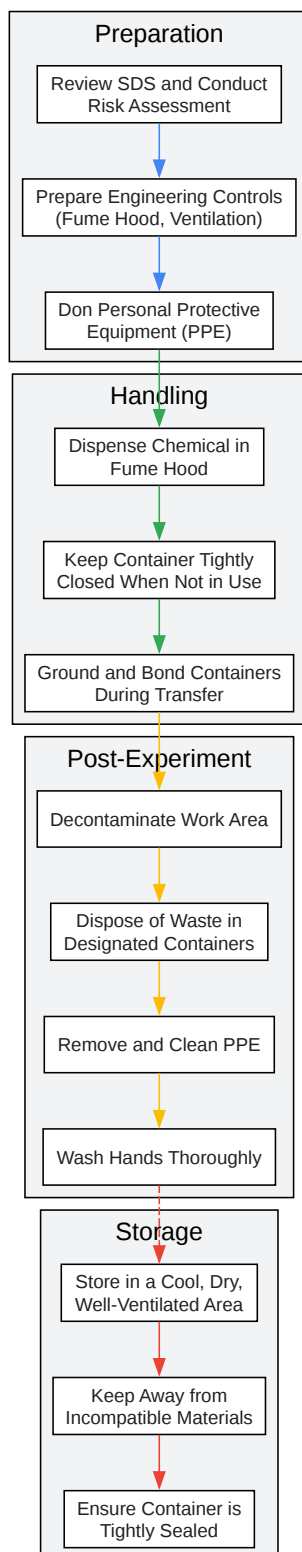 Preparation
Review SDS and Conduct
Risk Assessment
Prepare Engineering Controls
(Fume Hood, Ventilation)
Don Personal Protective
Equipment (PPE)
Handling
Dispense Chemical in
Fume Hood
Keep Container Tightly
Closed When Not in Use
Ground and Bond Containers
During Transfer
Post-Experiment
Decontaminate Work Area
Dispose of Waste in
Designated Containers
Remove and Clean PPE
Wash Hands Thoroughly
Storage
Store in a Cool, Dry,
Well-Ventilated Area
Keep Away from
Incompatible Materials
Ensure Container is
Tightly Sealed